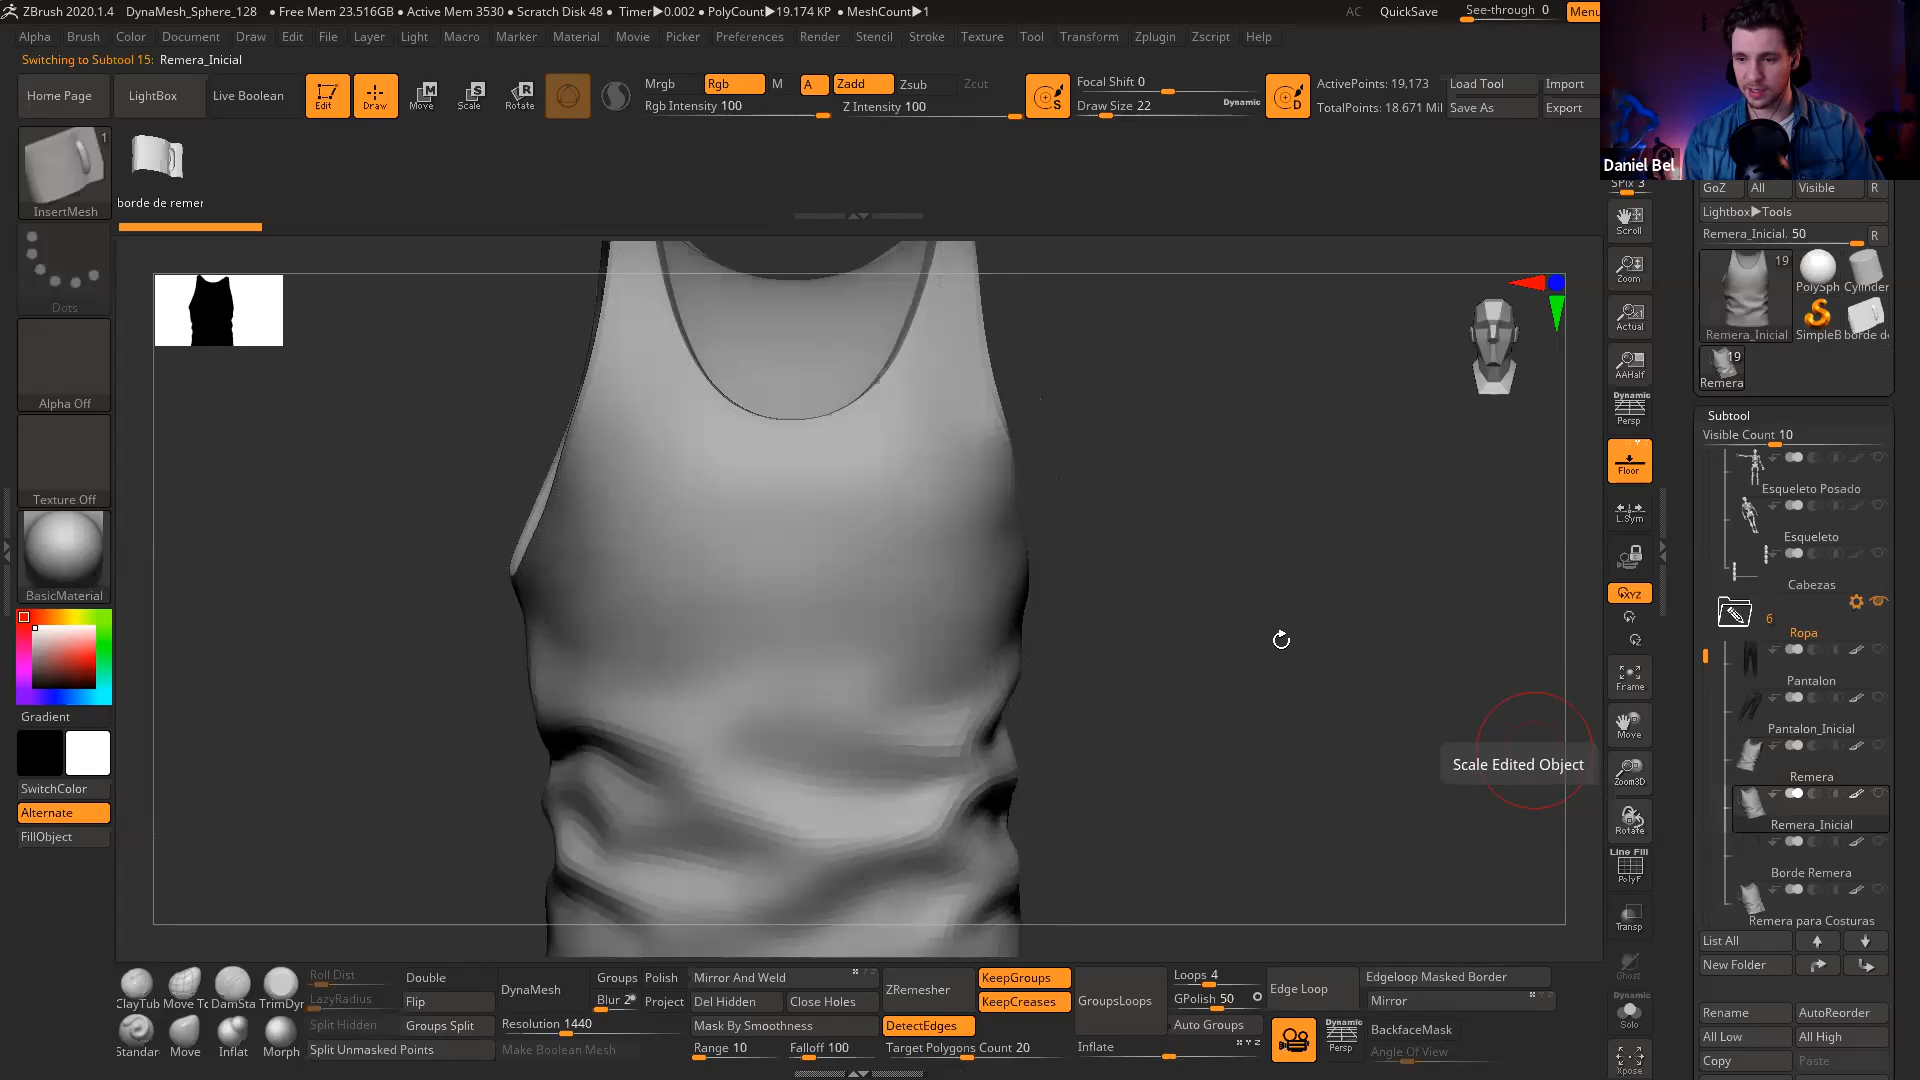 ZBrush 2020.1.4 DynaMesh_Sphere_128 • Free Mem 23.516GB • Active Mem 3530 • Scratch Disk 48 • Timer▶0.002 • PolyCount▶19.174 KP • MeshCount▶1 AC QuickSave See-through 0 Menu
Alpha Brush Color Document Draw Edit File Layer Light Macro Marker Material Movie Picker Preferences Render Stencil Stroke Texture Tool Transform Zplugin Zscript Help
Switching to Subtool 15: Remera_Inicial
Home Page LightBox Live Boolean Edit Draw Move Scale Rotate
Mrgb Rgb M A Zadd Zsub Zcut
Rgb Intensity 100 Z Intensity 100
Focal Shift 0
Draw Size 22 Dynamic
S D
ActivePoints: 19,173
TotalPoints: 18.671 Mil
Load Tool Import
Save As Export
Daniel Bel
1
InsertMesh
borde de remer
Dots
Alpha Off
Texture Off
BasicMaterial
Gradient
SwitchColor
Alternate
FillObject
Scale Edited Object
SPix 3
Scroll
Zoom
Actual
AAHalf
Dynamic
Persp
Floor
L.Sym
XYZ
Frame
Move
Zoom3D
Rotate
Line Fill
PolyF
Transp
Ghost
Dynamic
Solo
Xpose
GoZ All Visible R
Lightbox▶Tools
Remera_Inicial. 50 R
19
PolySph Cylinder
Remera_Inicial SimpleB borde d
19
Remera
Subtool
Visible Count 10
Esqueleto Posado
Esqueleto
Cabezas
6
Ropa
Pantalon
Pantalon_Inicial
Remera
Remera_Inicial
Borde Remera
Remera para Costuras
List All
New Folder
Rename AutoReorder
All Low All High
Copy Paste
ClayTub Move To DamSta TrimDyn
Standar Move Inflat Morph
Roll Dist
LazyRadius
Split Hidden
Split Unmasked Points
Double
Flip
Groups Split
DynaMesh
Groups Polish
Blur 2 Project
Resolution 1440
Make Boolean Mesh
Mirror And Weld
Del Hidden Close Holes
Mask By Smoothness
Range 10 Falloff 100
ZRemesher
KeepGroups
KeepCreases
DetectEdges
Target Polygons Count 20
GroupsLoops
Inflate
Loops 4
GPolish 50
Auto Groups
Edge Loop
Edgeloop Masked Border
Mirror
Dynamic
Persp
BackfaceMask
Angle Of View